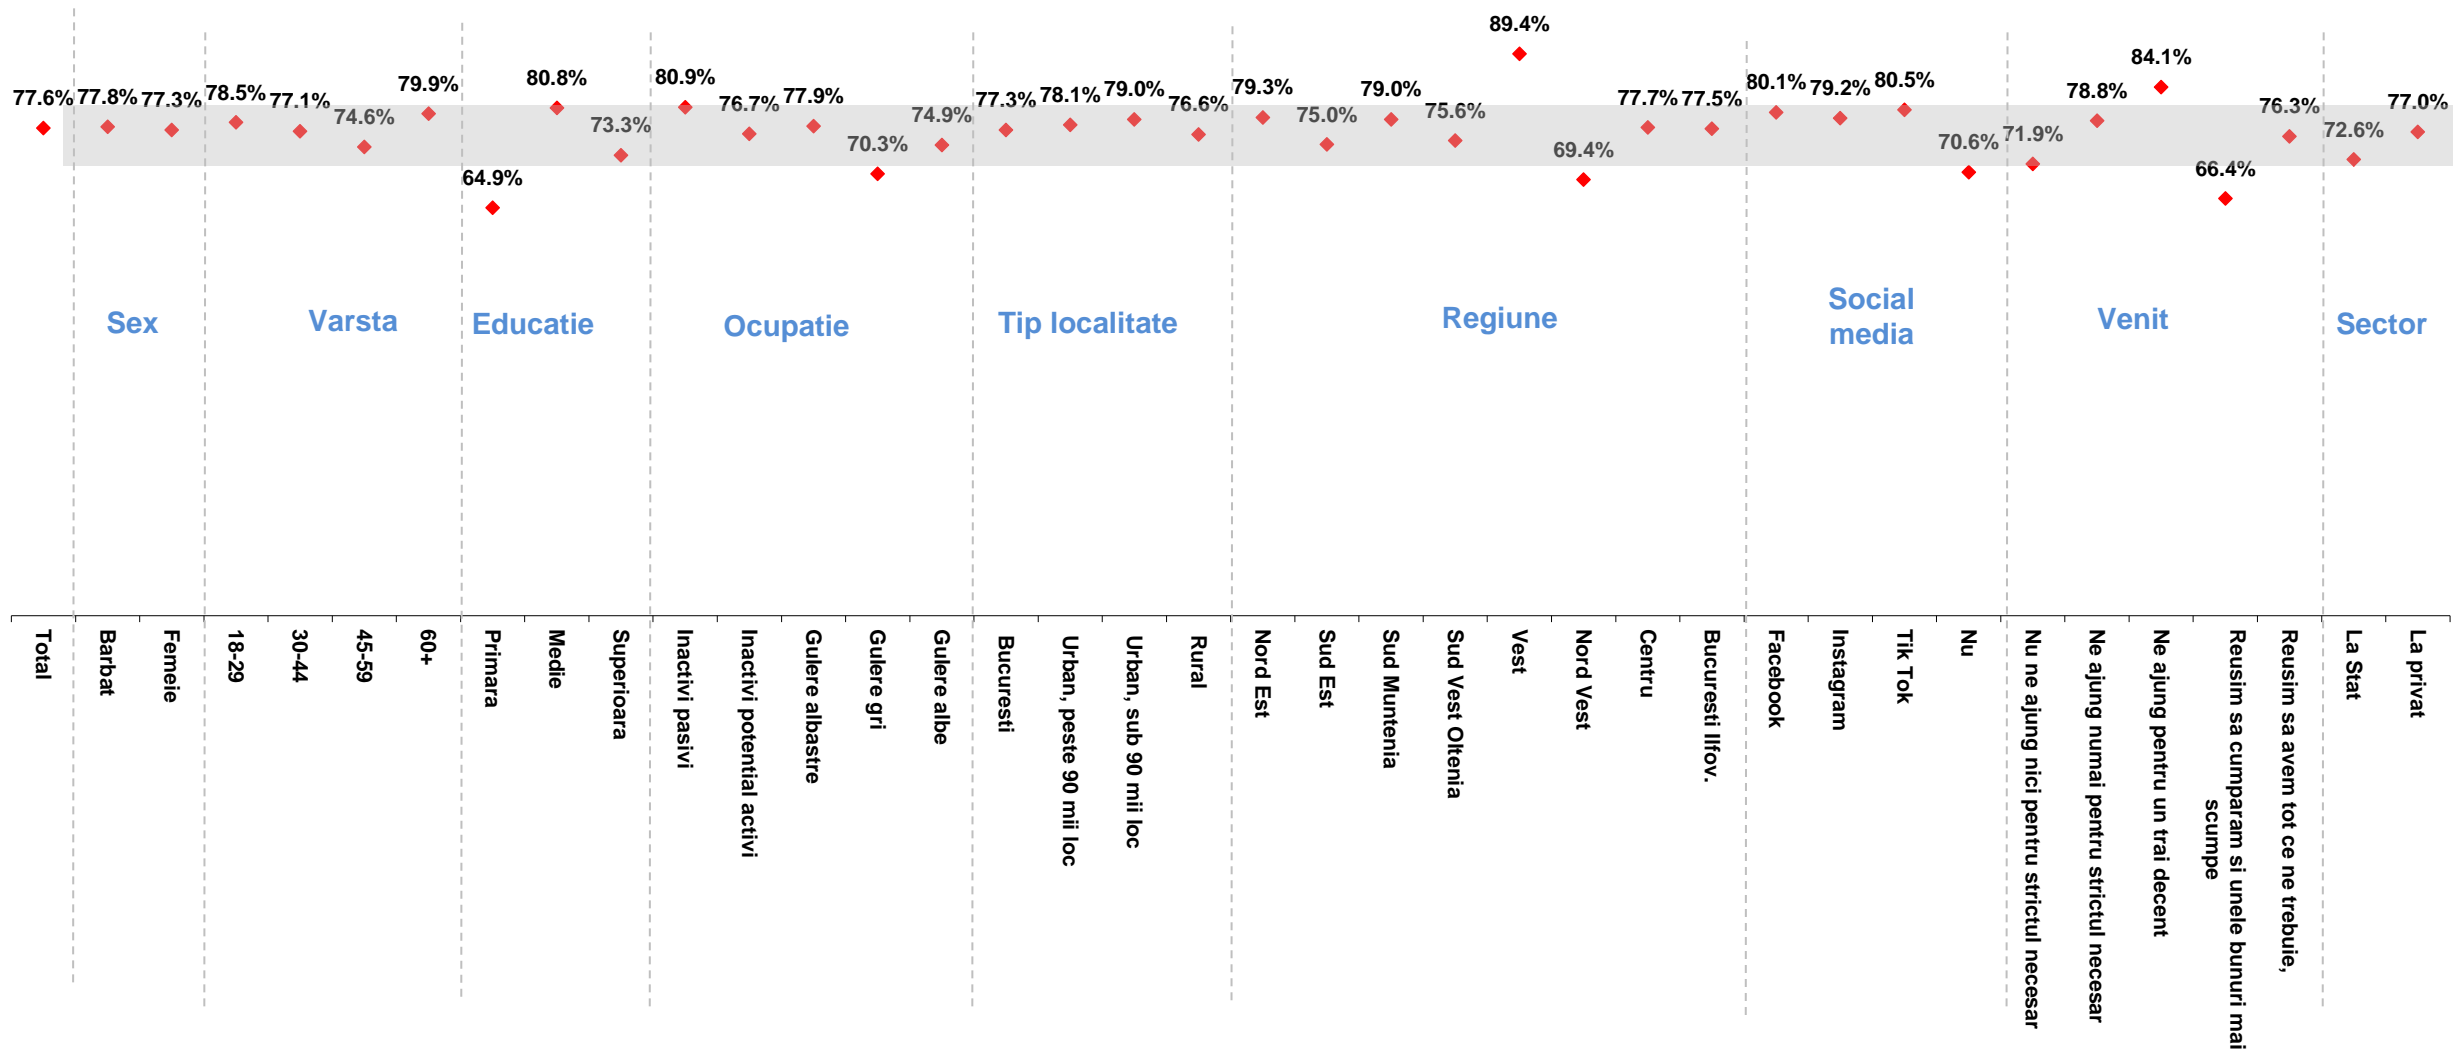 77.6%
77.8%
77.3%
78.5%
77.1%
74.6%
79.9%
64.9%
80.8%
73.3%
80.9%
76.7%
77.9%
70.3%
74.9%
77.3%
78.1%
79.0%
76.6%
79.3%
75.0%
79.0%
75.6%
89.4%
69.4%
77.7%
77.5%
80.1%
79.2%
80.5%
70.6%
71.9%
78.8%
84.1%
66.4%
76.3%
72.6%
77.0%
Sex
Varsta
Educatie
Ocupatie
Tip localitate
Regiune
Social
media
Venit
Sector
Total
Barbat
Femeie
18-29
30-44
45-59
60+
Primara
Medie
Superioara
Inactivi pasivi
Inactivi potential activi
Gulere albastre
Gulere gri
Gulere albe
Bucuresti
Urban, peste 90 mii loc
Urban, sub 90 mii loc
Rural
Nord Est
Sud Est
Sud Muntenia
Sud Vest Oltenia
Vest
Nord Vest
Centru
Bucuresti Ilfov.
Facebook
Instagram
Tik Tok
Nu
Nu ne ajung nici pentru strictul necesar
Ne ajung numai pentru strictul necesar
Ne ajung pentru un trai decent
Reusim sa cumparam si unele bunuri mai
scumpe
Reusim sa avem tot ce ne trebuie,
La Stat
La privat